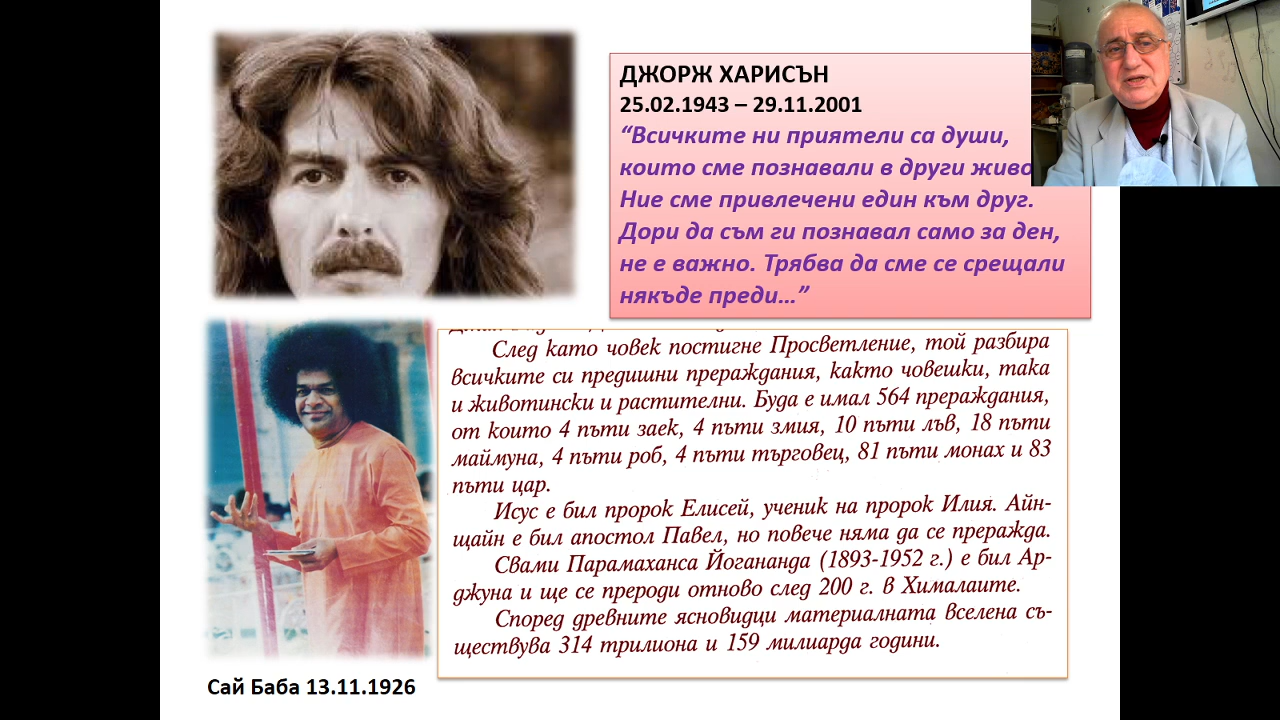 ДЖОРЖ ХАРИСЪН
25.02.1943 – 29.11.2001
“Всичките ни приятели са души,
които сме познавали в други живо
Ние сме привлечени един към друг.
Дори да съм ги познавал само за ден,
не е важно. Трябва да сме се срещали
някъде преди…”
След като човек постигне Просветление, той разбира
всичките си предишни прераждания, както човешки, така
и животински и растителни. Буда е имал 564 прераждания,
от които 4 пъти заек, 4 пъти змия, 10 пъти лъв, 18 пъти
маймуна, 4 пъти роб, 4 пъти търговец, 81 пъти монах и 83
пъти цар.
Исус е бил пророк Елисей, ученик на пророк Илия. Айн-
щайн е бил апостол Павел, но повече няма да се преражда.
Свами Парамаханса Йогананда (1893-1952 г.) е бил Ар-
джуна и ще се прероди отново след 200 г. в Хималаите.
Според древните ясновидци материалната вселена съ-
ществува 314 трилиона и 159 милиарда години.
Сай Баба 13.11.1926